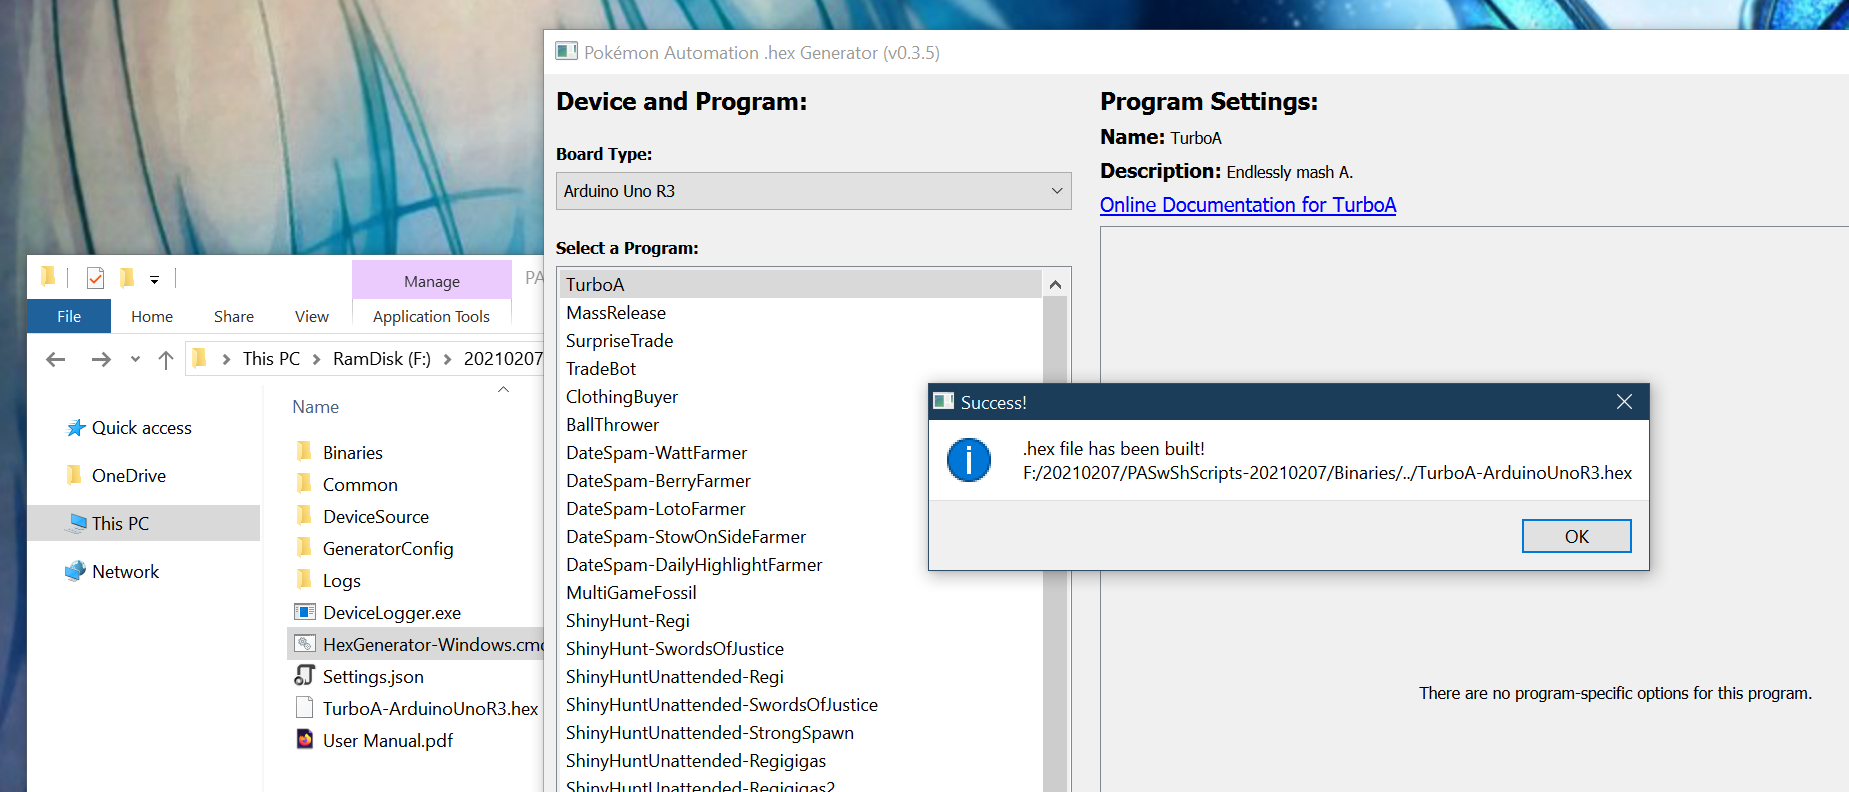 Pokémon Automation .hex Generator (v0.3.5)
Device and Program:
Board Type:
Arduino Uno R3
Select a Program:
TurboA
MassRelease
SurpriseTrade
TradeBot
ClothingBuyer
BallThrower
DateSpam-WattFarmer
DateSpam-BerryFarmer
DateSpam-LotoFarmer
DateSpam-StowOnSideFarmer
DateSpam-DailyHighlightFarmer
MultiGameFossil
ShinyHunt-Regi
ShinyHunt-SwordsOfJustice
ShinyHuntUnattended-Regi
ShinyHuntUnattended-SwordsOfJustice
ShinyHuntUnattended-StrongSpawn
ShinyHuntUnattended-Regigigas
ShinyHuntUnattended-Regigigas2
Program Settings:
Name: TurboA
Description: Endlessly mash A.
Online Documentation for TurboA
There are no program-specific options for this program.
Success!
.hex file has been built!
F:/20210207/PASwShScripts-20210207/Binaries/../TurboA-ArduinoUnoR3.hex
OK
Manage
PA
File Home Share View Application Tools
This PC > RamDisk (F:) > 20210207
Name
Quick access
OneDrive
This PC
Network
Binaries
Common
DeviceSource
GeneratorConfig
Logs
DeviceLogger.exe
HexGenerator-Windows.cmd
Settings.json
TurboA-ArduinoUnoR3.hex
User Manual.pdf